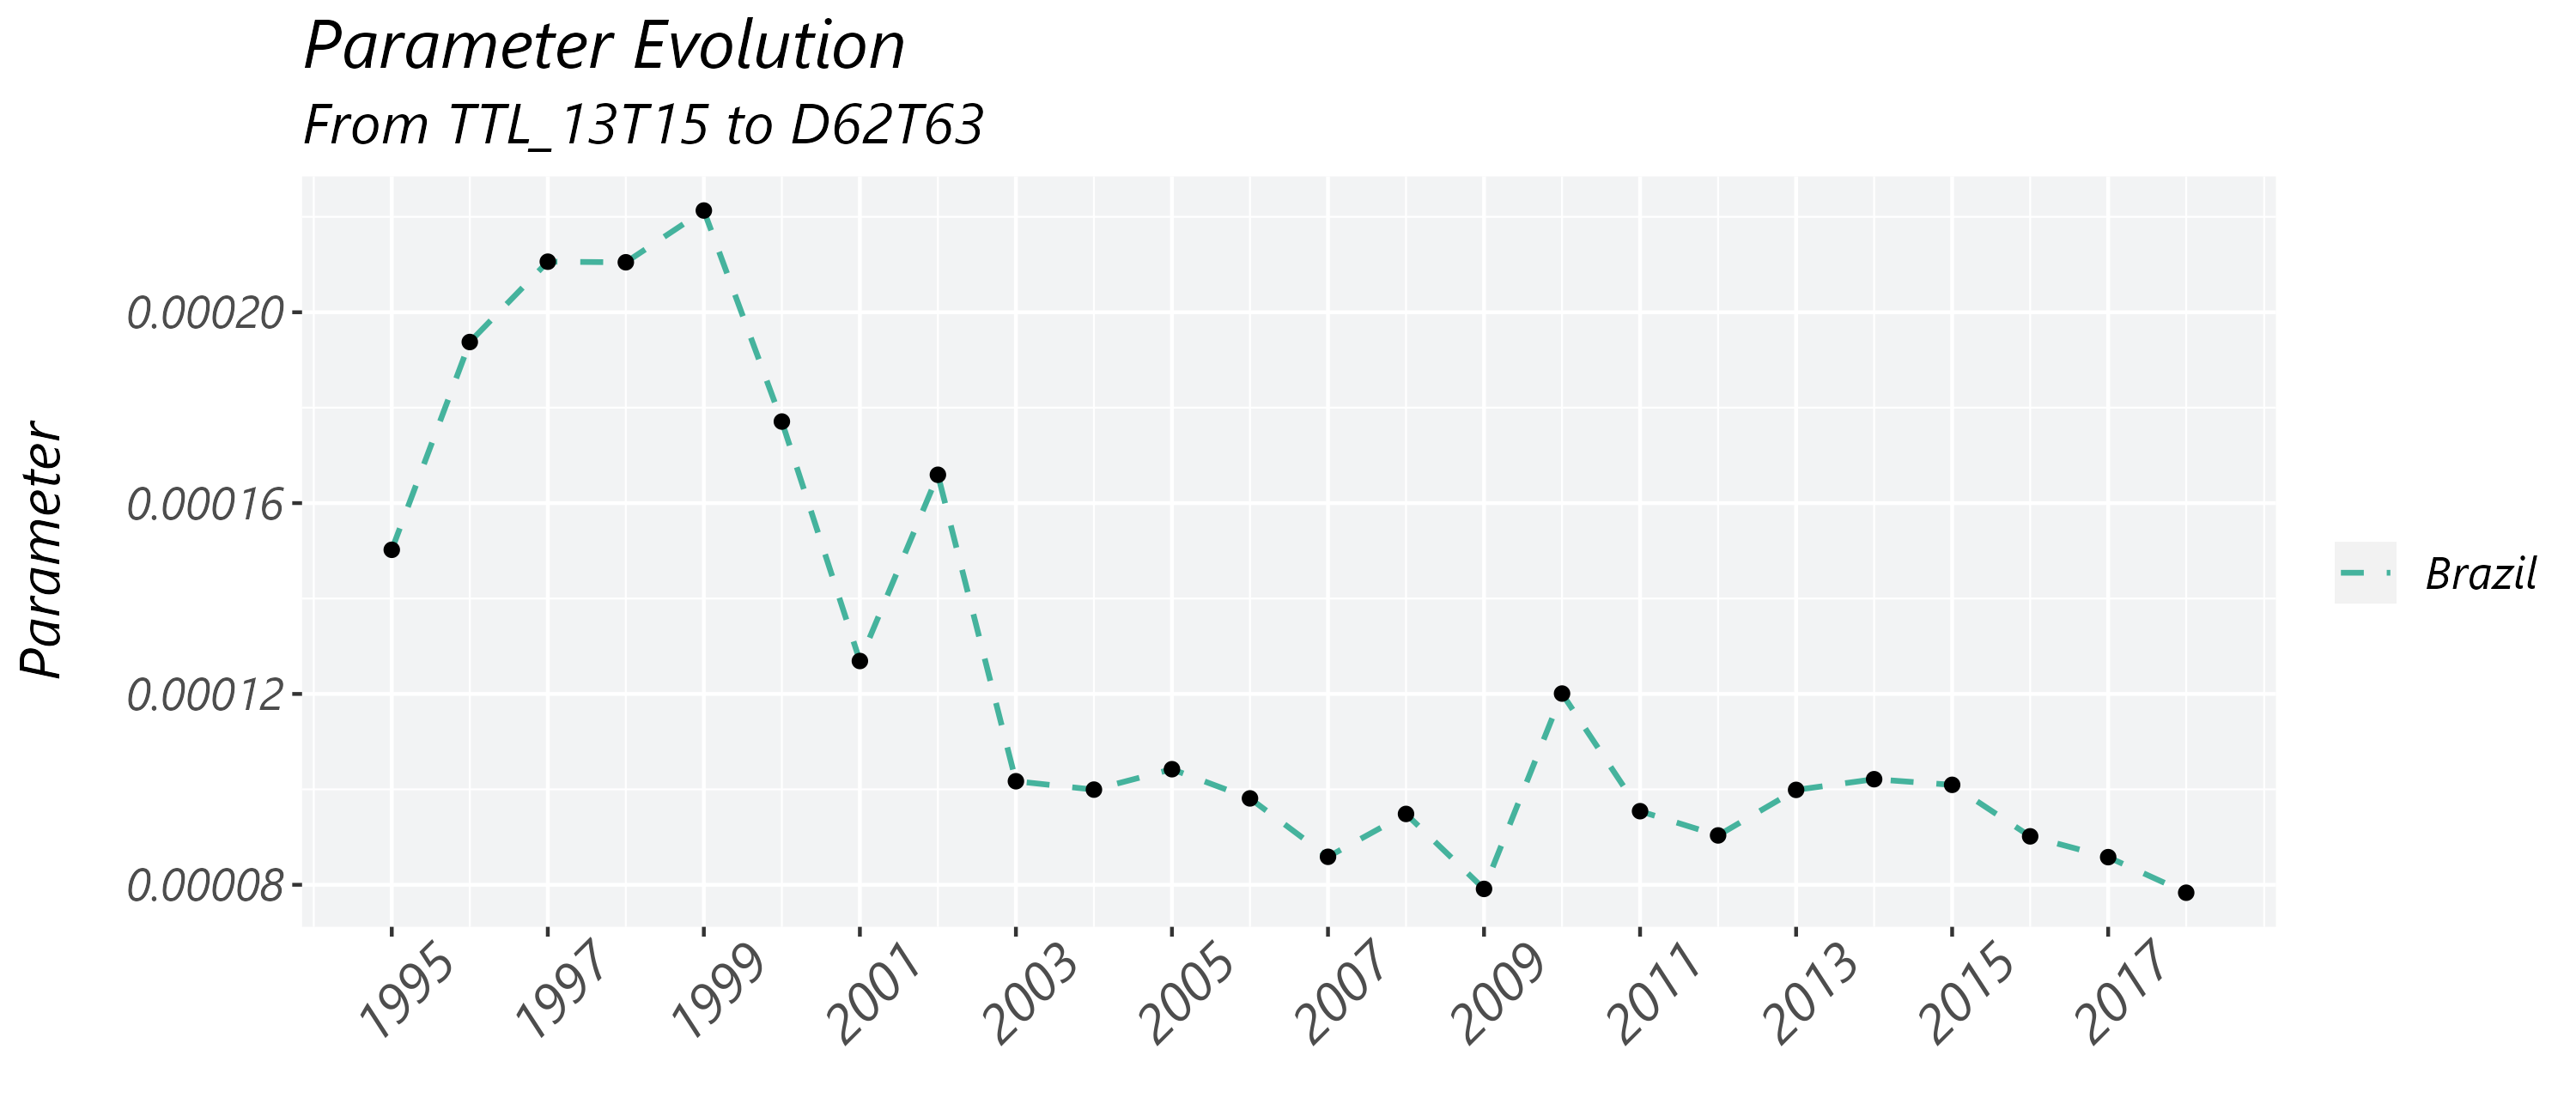 Parameter Evolution
From TTL_13T15 to D62T63
Parameter
0.00020
0.00016
0.00012
0.00008
1995 1997 1999 2001 2003 2005 2007 2009 2011 2013 2015 2017
Brazil